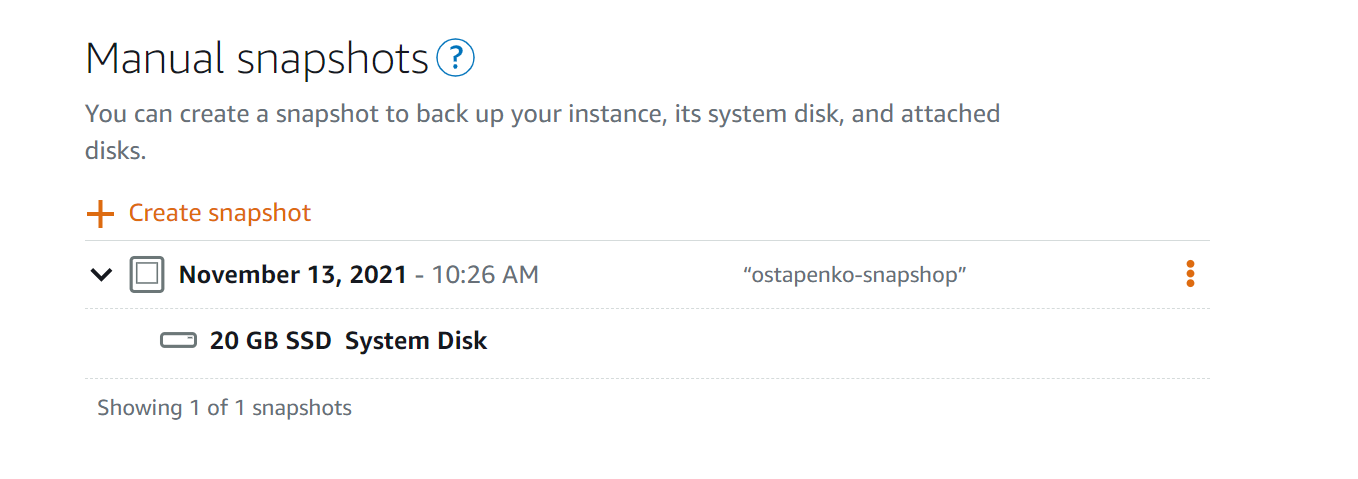 Manual snapshots ?
You can create a snapshot to back up your instance, its system disk, and attached
disks.
+ Create snapshot
November 13, 2021 - 10:26 AM “ostapenko-snapshop”
20 GB SSD System Disk
Showing 1 of 1 snapshots